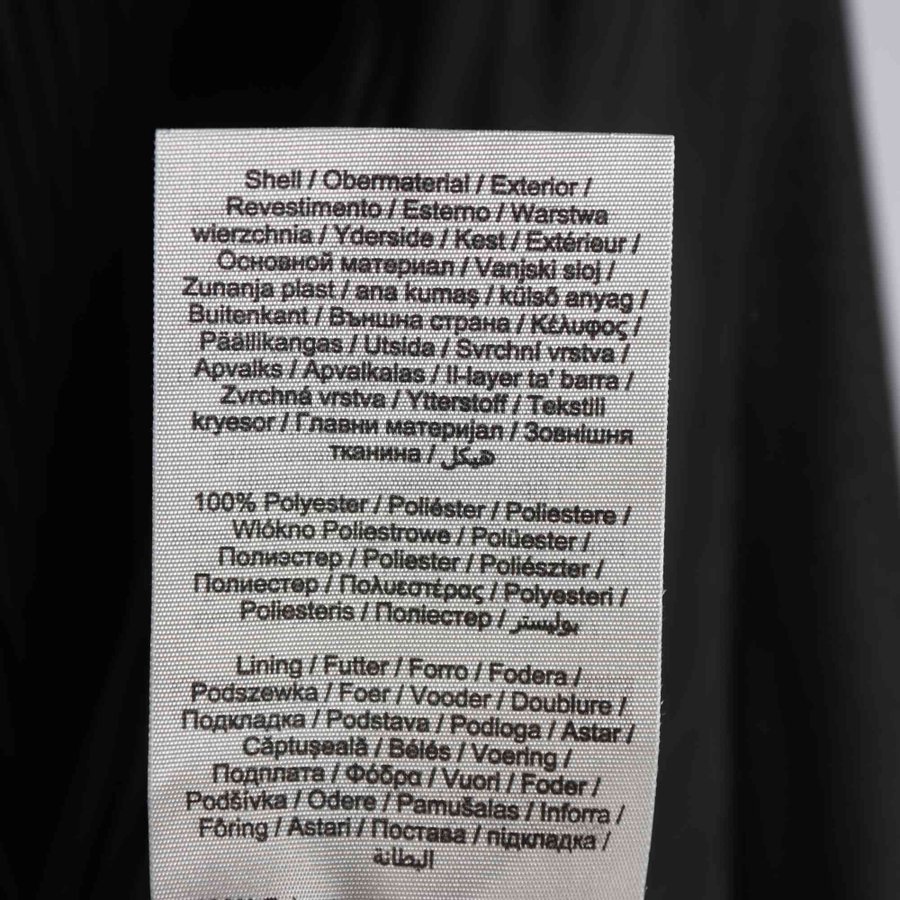 Shell / Obermaterial / Exterior /
Revestimento / Esterno / Warstwa
wierzchnia / Yderside / Kest / Extérieur /
Основной материал / Vanjski sloj /
Zunanja plast / ana kumaş / külső anyag /
Buitenkant / Външна страна / Κέλυφος /
Päällikangas / Utsida / Svrchní vrstva /
Apvalks / Apvalkalas / Il-layer ta' barra /
Zvrchná vrstva / Ytterstoff / Tekstili
kryesor / Главни материјал / Зовнішня
тканина / هيكل
100% Polyester / Poliéster / Poliestere /
Wlókno Poliestrowe / Polüester /
Полиэстер / Poliester / Poliészter /
Полиестер / Πολυεστέρας / Polyesteri /
Poliesteris / Поліестер / بوليستر
Lining / Futter / Forro / Fodera /
Podszewka / Foer / Vooder / Doublure /
Подкладка / Podstava / Podloga / Astar /
Căptușeală / Bélés / Voering /
Подплата / Φόδρα / Vuori / Foder /
Podšívka / Odere / Pamušalas / Inforra /
Fôring / Astari / Постава / підкладка /
البطانة